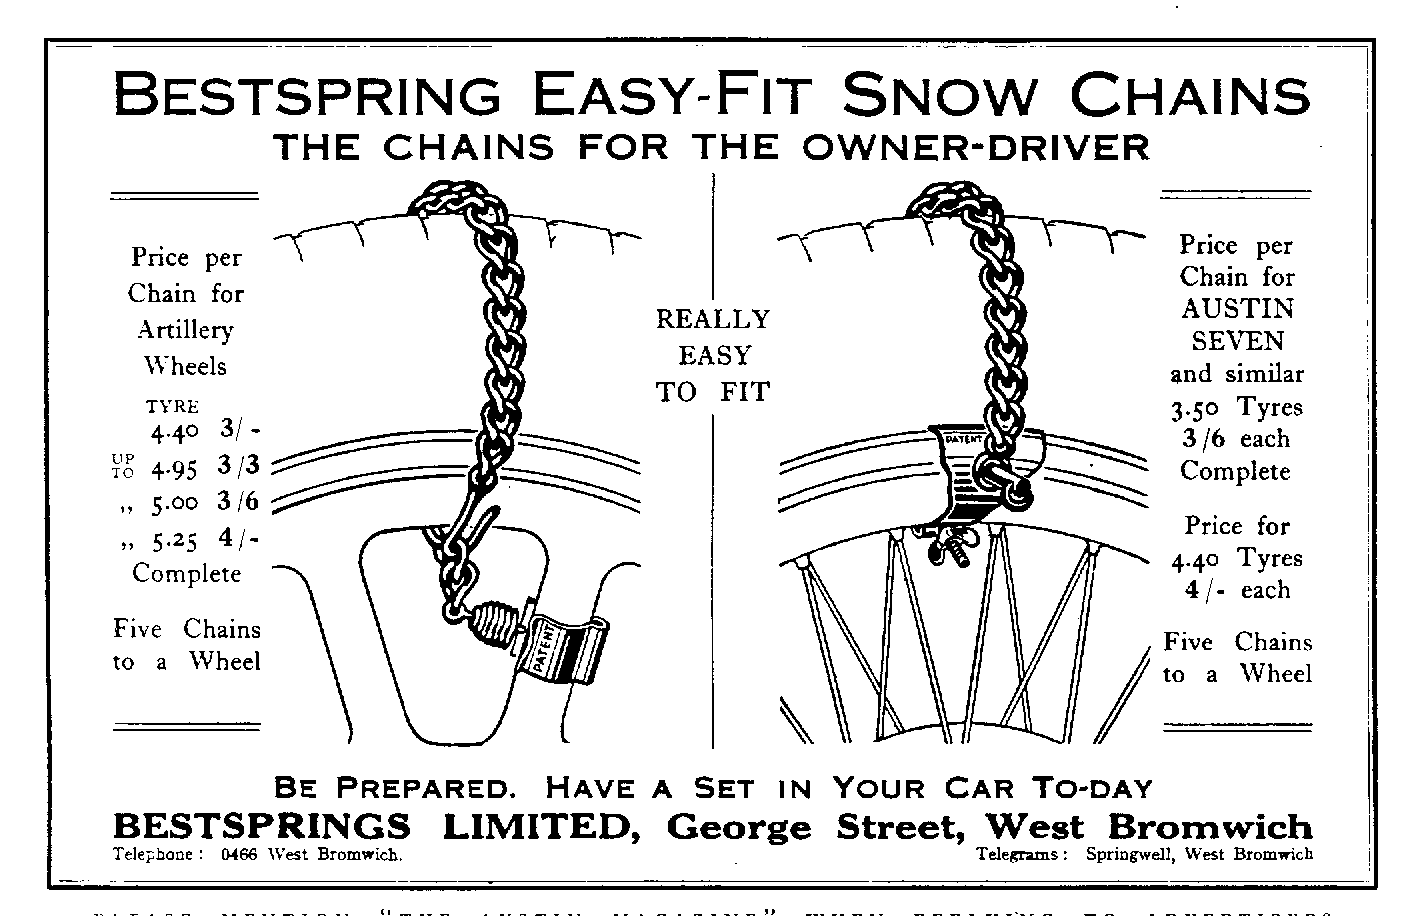 BESTSPRING EASY-FIT SNOW CHAINS
THE CHAINS FOR THE OWNER-DRIVER
Price per
Chain for
Artillery
Wheels
TYRE
4.40 3/-
UP TO 4.95 3/3
„ 5.00 3/6
„ 5.25 4/-
Complete
Five Chains
to a Wheel
PATENT
REALLY
EASY
TO FIT
PATENT
Price per
Chain for
AUSTIN
SEVEN
and similar
3.50 Tyres
3/6 each
Complete
Price for
4.40 Tyres
4/- each
Five Chains
to a Wheel
BE PREPARED. HAVE A SET IN YOUR CAR TO-DAY
BESTSPRINGS LIMITED, George Street, West Bromwich
Telephone: 0466 West Bromwich.
Telegrams: Springwell, West Bromwich
"THE AUSTIN MAGAZINE" WHEN